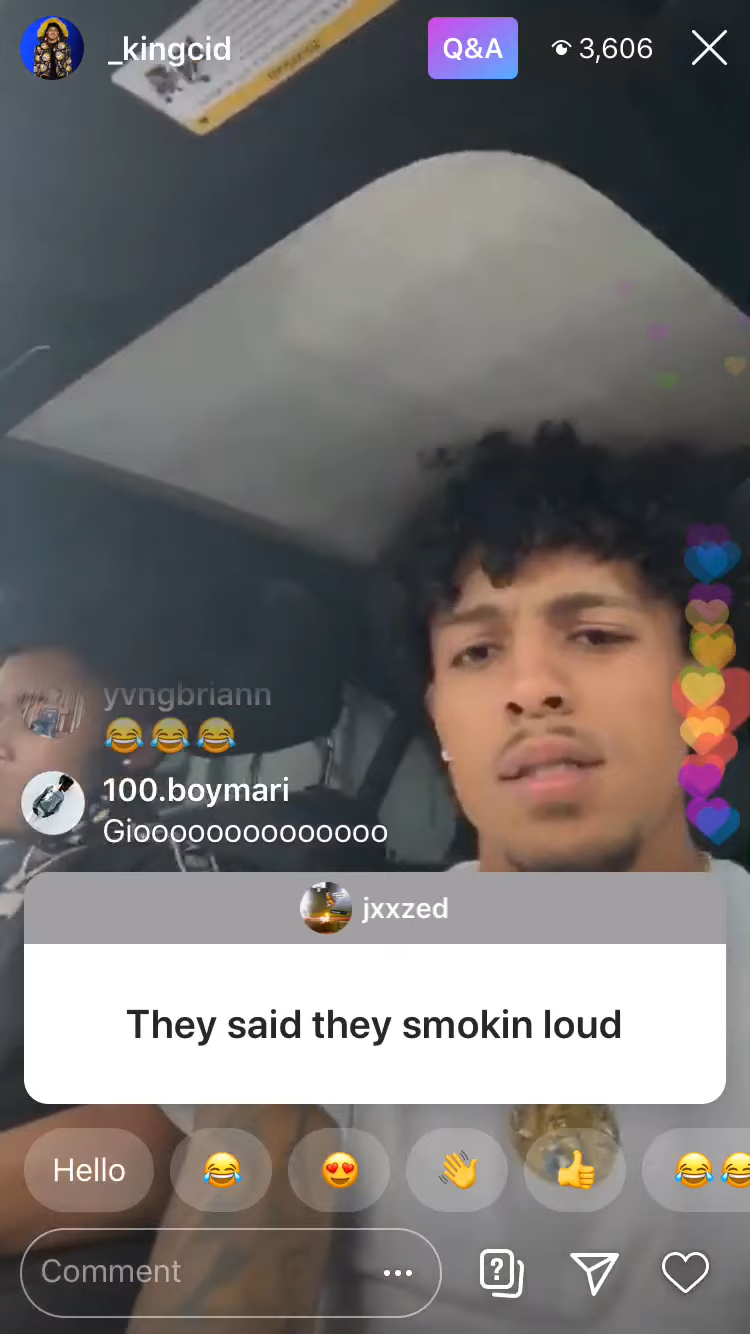 _kingcid
Q&A
3,606
yvngbriann
😂😂😂
100.boymari
Gioooooooooooooo
jxxzed
They said they smokin loud
Hello
Comment